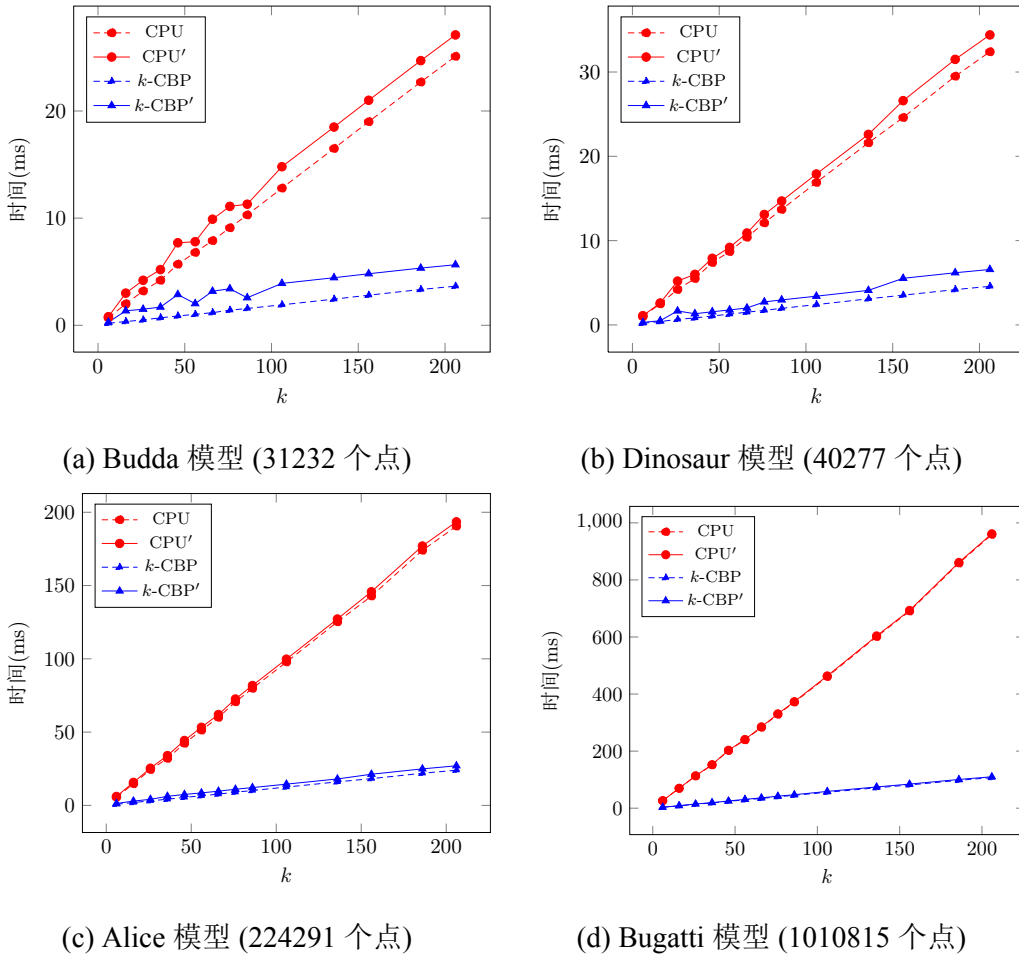 CPU
CPU′
k-CBP
k-CBP′
20
10
0
时间(ms)
0 50 100 150 200
k
(a) Budda 模型 (31232 个点)
CPU
CPU′
k-CBP
k-CBP′
30
20
10
0
时间(ms)
0 50 100 150 200
k
(b) Dinosaur 模型 (40277 个点)
CPU
CPU′
k-CBP
k-CBP′
200
150
100
50
0
时间(ms)
0 50 100 150 200
k
(c) Alice 模型 (224291 个点)
CPU
CPU′
k-CBP
k-CBP′
1,000
800
600
400
200
0
时间(ms)
0 50 100 150 200
k
(d) Bugatti 模型 (1010815 个点)